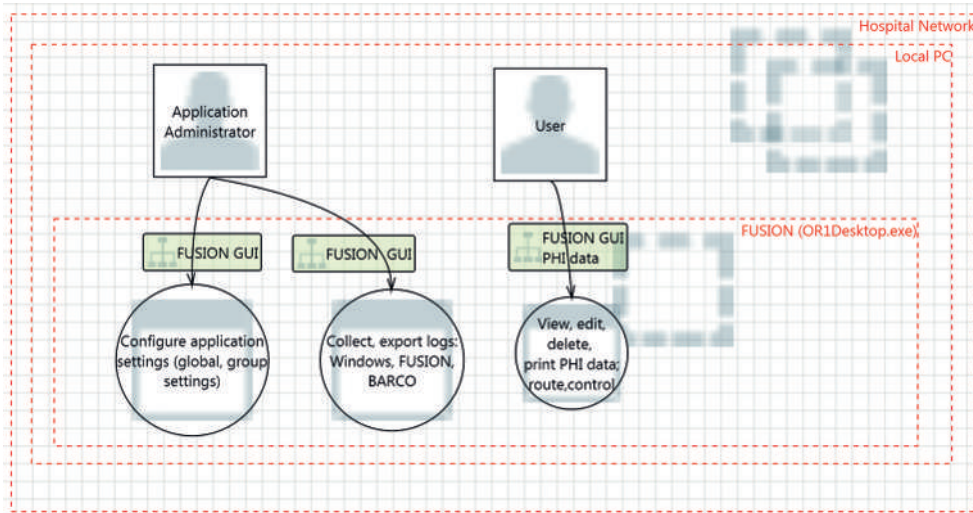 Hospital Network
Local PC
Application
Administrator
User
FUSION (OR1Desktop.exe)
FUSION GUI
FUSION GUI
FUSION GUI
PHI data
Configure application
settings (global, group
settings)
Collect, export logs:
Windows, FUSION,
BARCO
View, edit,
delete,
print PHI data;
route,control